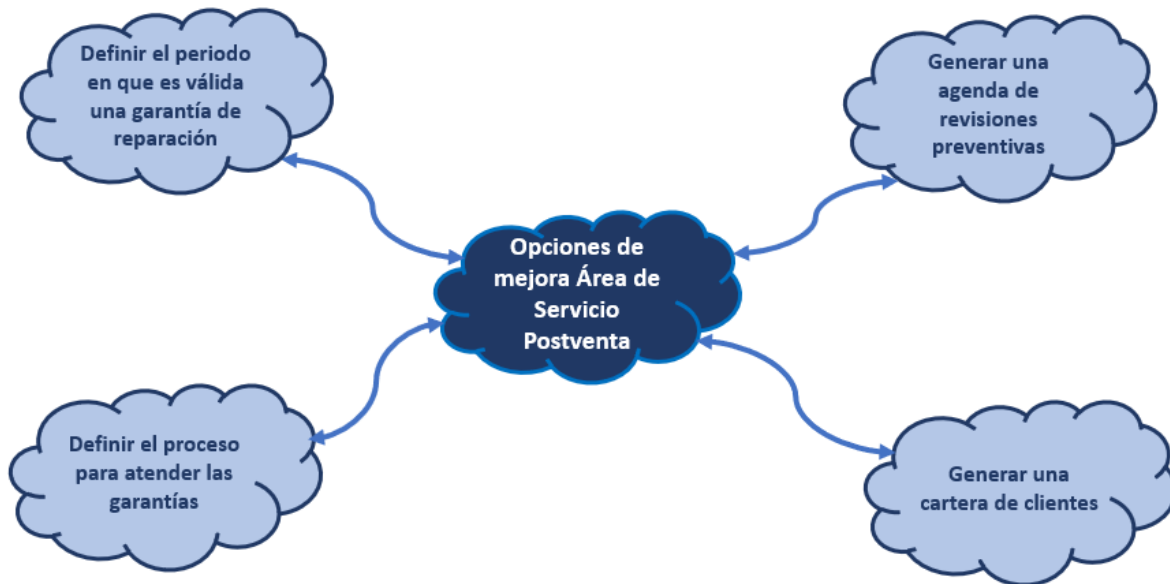 Definir el periodo
en que es válida
una garantía de
reparación
Generar una
agenda de
revisiones
preventivas
Opciones de
mejora Área de
Servicio
Postventa
Definir el proceso
para atender las
garantías
Generar una
cartera de clientes